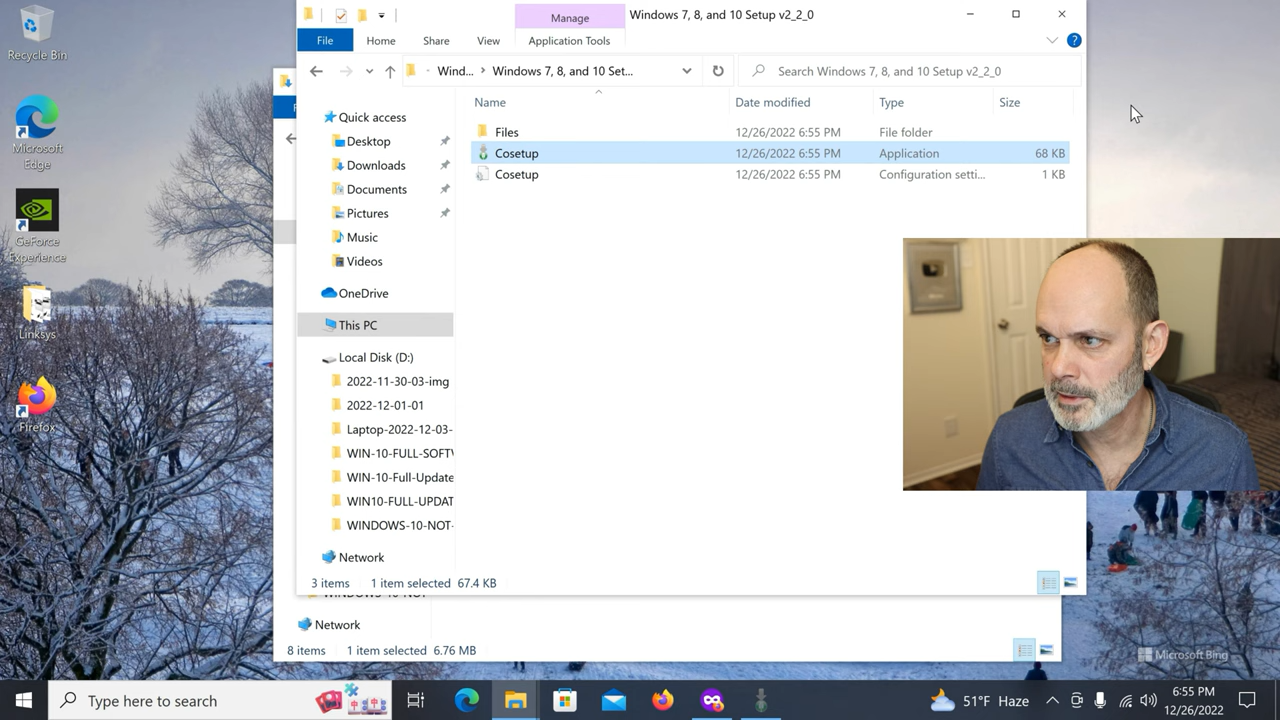 Recycle Bin
Microsoft
Edge
GeForce
Experience
Linksys
Firefox
Manage
Windows 7, 8, and 10 Setup v2_2_0
File
Home
Share
View
Application Tools
Wind...
Windows 7, 8, and 10 Set...
Search Windows 7, 8, and 10 Setup v2_2_0
Name
Date modified
Type
Size
Files
12/26/2022 6:55 PM
File folder
Cosetup
12/26/2022 6:55 PM
Application
68 KB
Cosetup
12/26/2022 6:55 PM
Configuration setti...
1 KB
Quick access
Desktop
Downloads
Documents
Pictures
Music
Videos
OneDrive
This PC
Local Disk (D:)
2022-11-30-03-img
2022-12-01-01
Laptop-2022-12-03-
WIN-10-FULL-SOFTV
WIN-10-Full-Update
WIN10-FULL-UPDAT
WINDOWS-10-NOT-
Network
3 items
1 item selected 67.4 KB
Network
8 items
1 item selected 6.76 MB
Microsoft Bing
Type here to search
51°F Haze
6:55 PM
12/26/2022